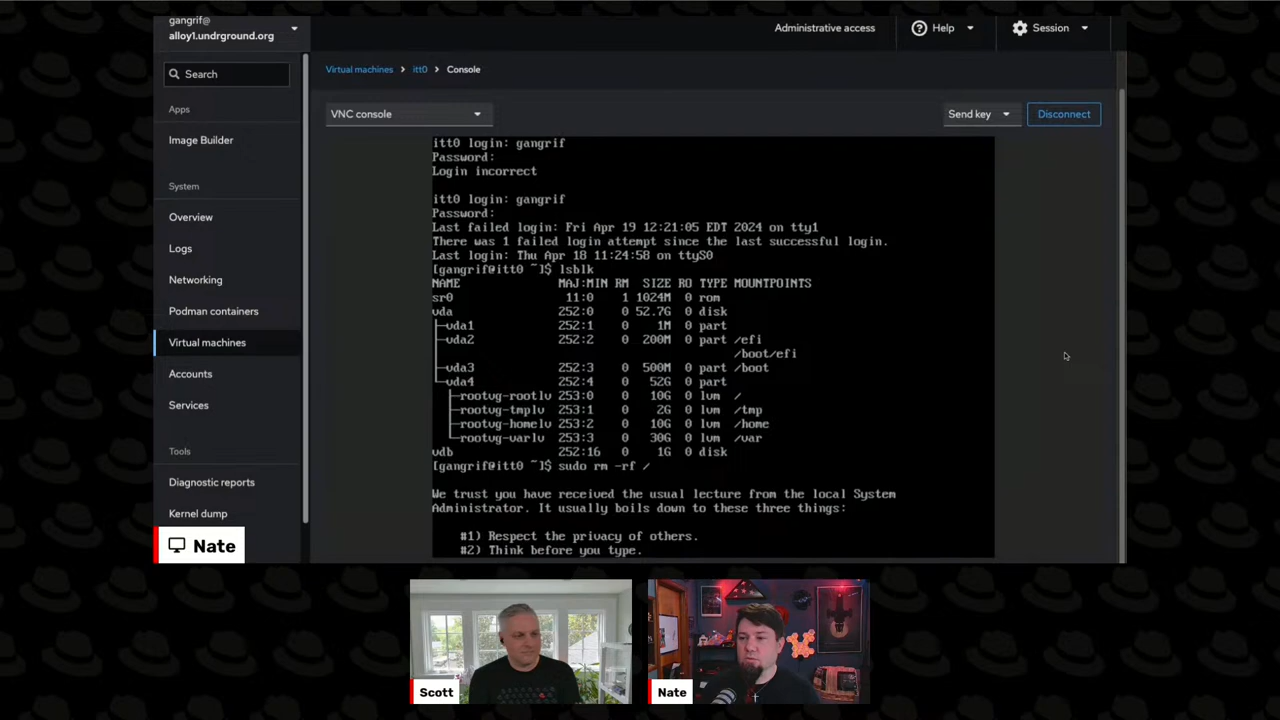 gangrif@
alloy1.undrground.org
Administrative access
Help
Session
Search
Virtual machines
itt0
Console
Apps
VNC console
Send key
Disconnect
Image Builder
System
Overview
Logs
Networking
Podman containers
Virtual machines
Accounts
Services
Tools
Diagnostic reports
Kernel dump
itt0 login: gangrif
Password:
Login incorrect
itt0 login: gangrif
Password:
Last failed login: Fri Apr 19 12:21:05 EDT 2024 on tty1
There was 1 failed login attempt since the last successful login.
Last login: Thu Apr 18 11:24:58 on ttyS0
[gangrif@itt0 ~]$ lsblk
NAME MAJ:MIN RM SIZE RO TYPE MOUNTPOINTS
sr0 11:0 1 1024M 0 rom
vda 252:0 0 52.7G 0 disk
├─vda1 252:1 0 1M 0 part
├─vda2 252:2 0 200M 0 part /efi
│ /boot/efi
├─vda3 252:3 0 500M 0 part /boot
└─vda4 252:4 0 52G 0 part
├─rootvg-rootlv 253:0 0 10G 0 lvm /
├─rootvg-tmplv 253:1 0 2G 0 lvm /tmp
├─rootvg-homelv 253:2 0 10G 0 lvm /home
└─rootvg-varlv 253:3 0 30G 0 lvm /var
vdb 252:16 0 1G 0 disk
[gangrif@itt0 ~]$ sudo rm -rf /
We trust you have received the usual lecture from the local System
Administrator. It usually boils down to these three things:
#1) Respect the privacy of others.
#2) Think before you type.
Nate
Scott
Nate